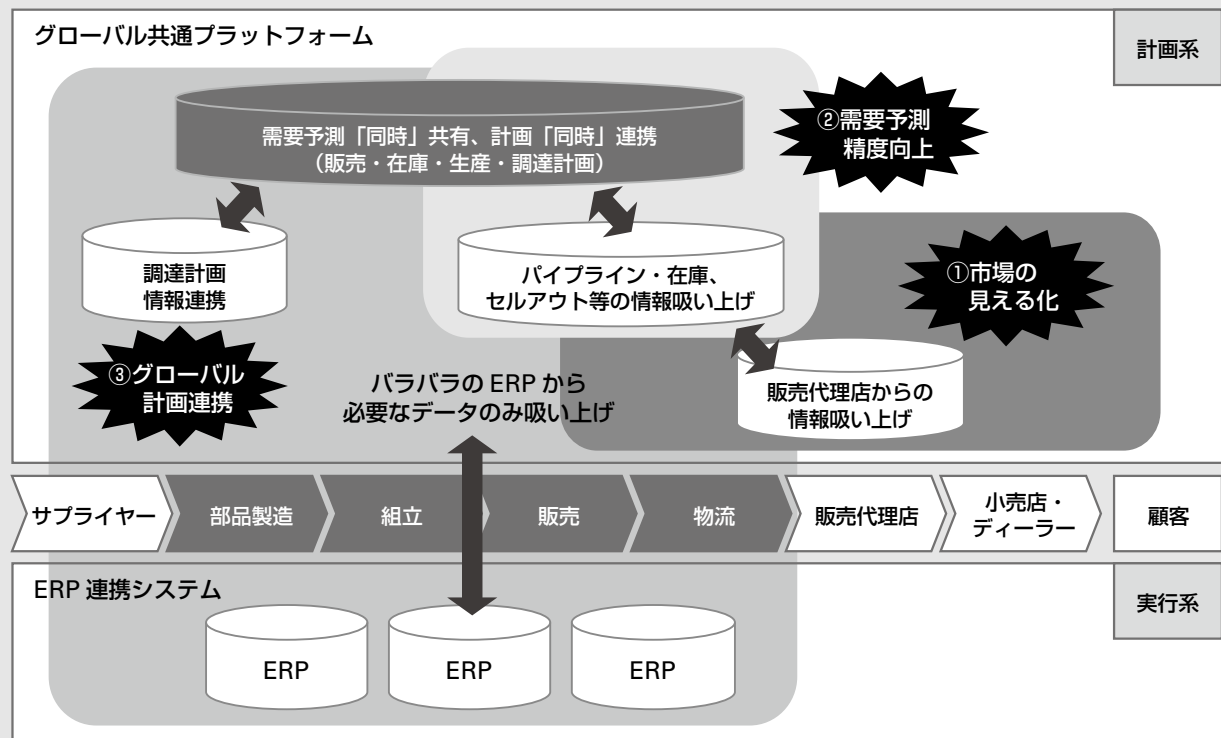 グローバル共通プラットフォーム
計画系
需要予測「同時」共有、計画「同時」連携
（販売・在庫・生産・調達計画）
②需要予測
精度向上
調達計画
情報連携
パイプライン・在庫、
セルアウト等の情報吸い上げ
①市場の
見える化
③グローバル
計画連携
バラバラの ERP から
必要なデータのみ吸い上げ
販売代理店からの
情報吸い上げ
サプライヤー
部品製造
組立
販売
物流
販売代理店
小売店・
ディーラー
顧客
ERP 連携システム
実行系
ERP
ERP
ERP